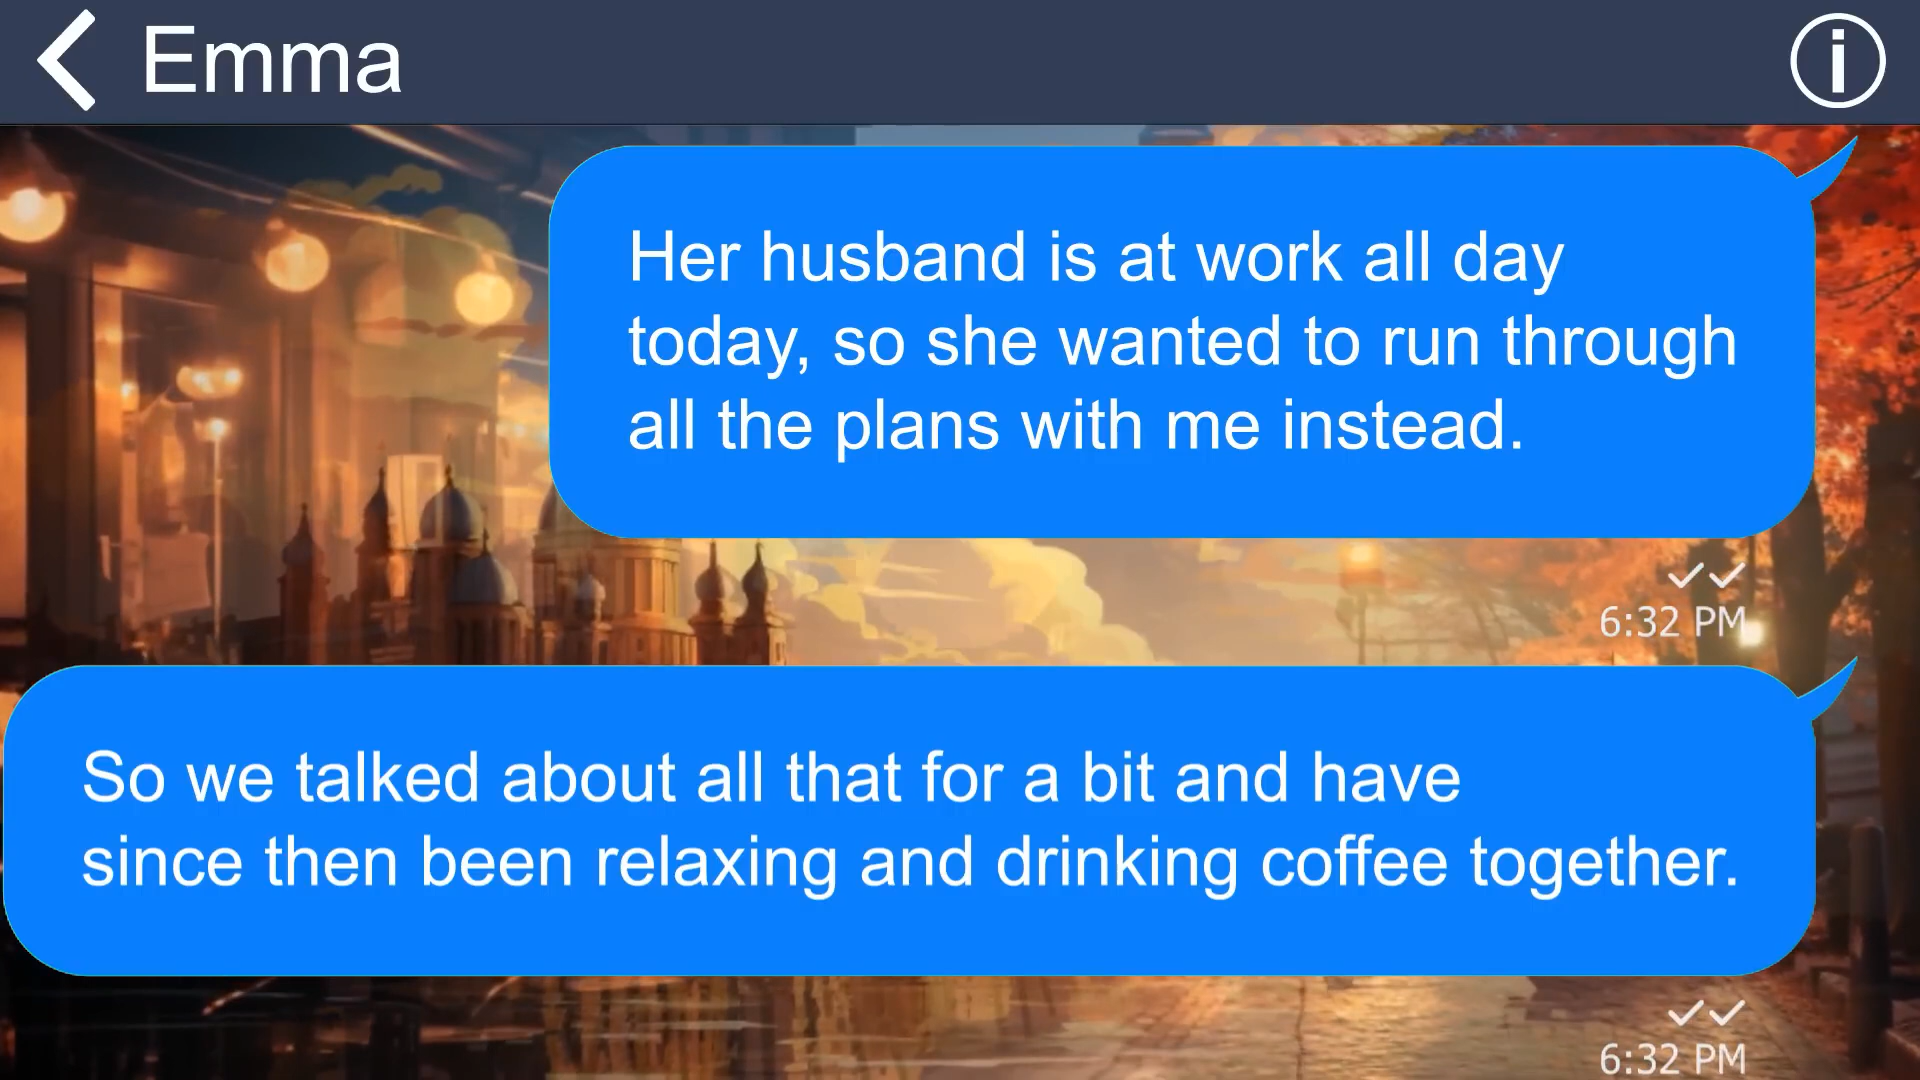 Emma
Her husband is at work all day
today, so she wanted to run through
all the plans with me instead.
6:32 PM
So we talked about all that for a bit and have
since then been relaxing and drinking coffee together.
6:32 PM